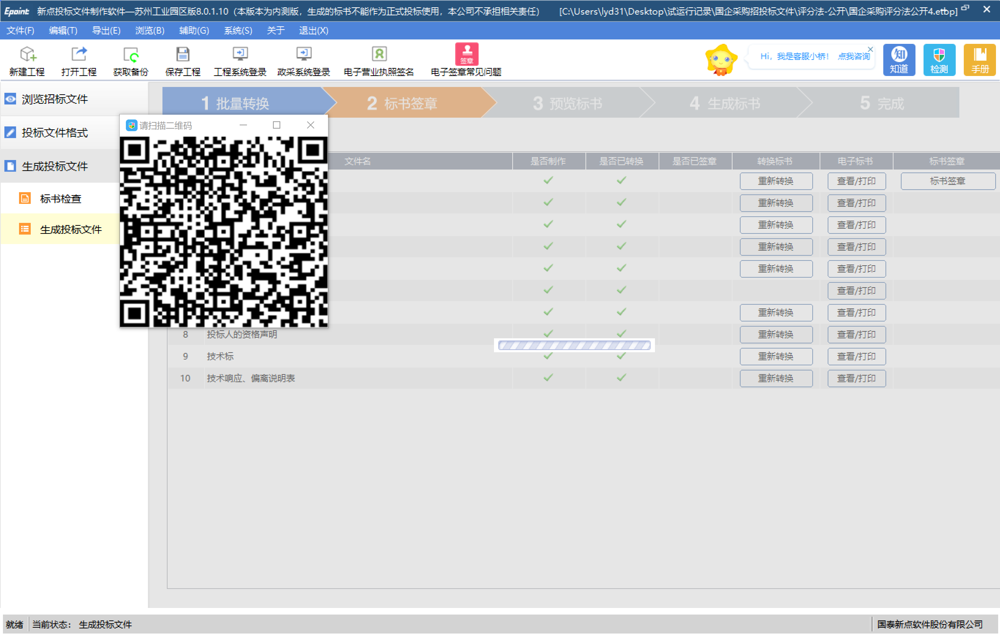 Epoint 新点投标文件制作软件—苏州工业园区版8.0.1.10（本版本为内测版，生成的标书不能作为正式投标使用，本公司不承担相关责任） [C:\Users\lyd31\Desktop\试运行记录\国企采购招投标文件\评分法-公开\国企采购评分法公开4.etbp]
文件(F) 编辑(T) 导出(E) 浏览(B) 辅助(G) 系统(S) 关于 退出(X)
签章
新建工程 打开工程 获取备份 保存工程 工程系统登录 政采系统登录 电子营业执照签名 电子签章常见问题
Hi，我是客服小桥！ 点我咨询
知
知道 检测 手册
浏览招标文件
投标文件格式
生成投标文件
标书检查
生成投标文件
1 批量转换 2 标书签章 3 预览标书 4 生成标书 5 完成
请扫描二维码
文件名 是否制作 是否已转换 是否已签章 转换标书 电子标书 标书签章
重新转换 查看/打印 标书签章
重新转换 查看/打印
重新转换 查看/打印
重新转换 查看/打印
重新转换 查看/打印
查看/打印
重新转换 查看/打印
8 投标人的资格声明 重新转换 查看/打印
9 技术标 重新转换 查看/打印
10 技术响应、偏离说明表 重新转换 查看/打印
就绪 当前状态： 生成投标文件 国泰新点软件股份有限公司